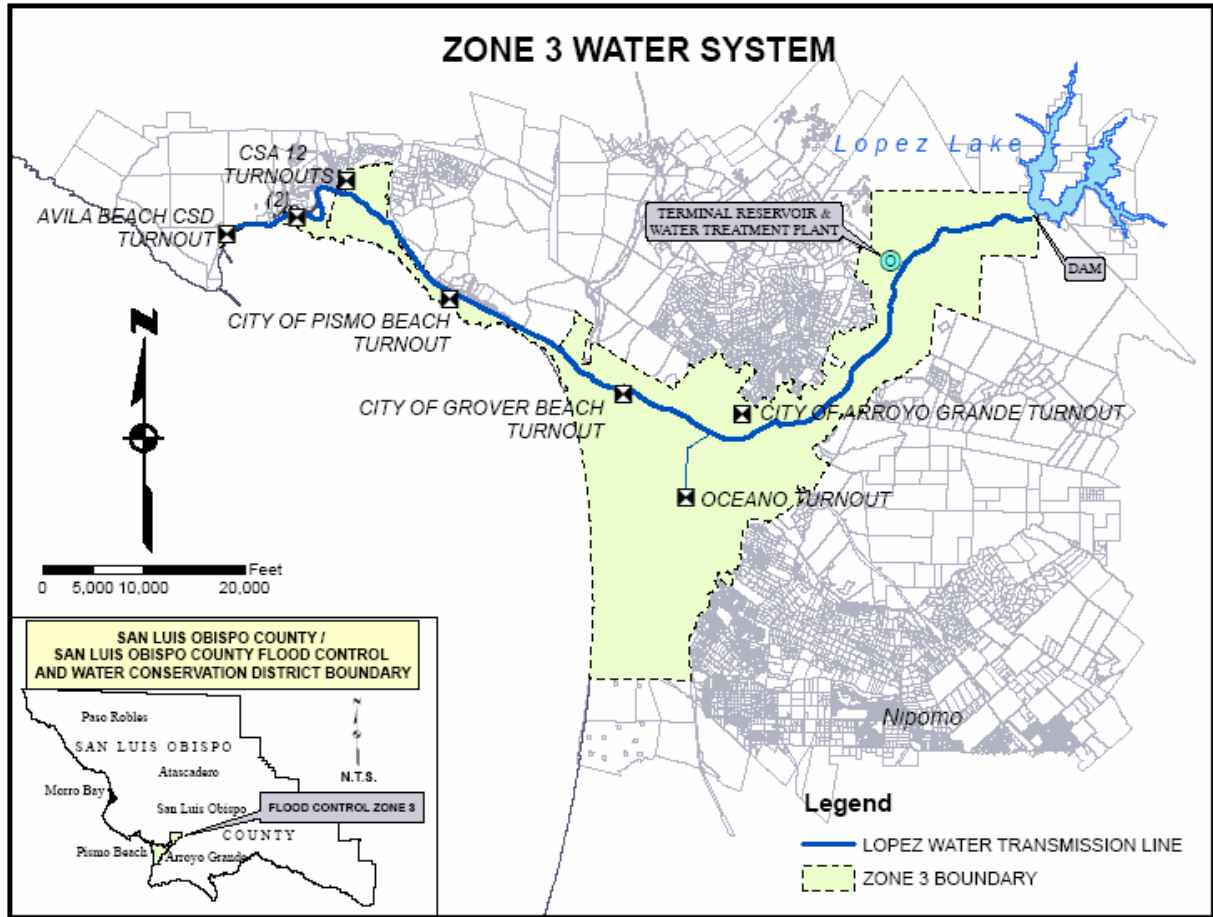 ZONE 3 WATER SYSTEM
Lopez Lake
CSA 12
TURNOUTS
(2)
AVILA BEACH CSD
TURNOUT
TERMINAL RESERVOIR &
WATER TREATMENT PLANT
DAM
CITY OF PISMO BEACH
TURNOUT
N
CITY OF GROVER BEACH
TURNOUT
CITY OF ARROYO GRANDE TURNOUT
OCEANO TURNOUT
Feet
0 5,000 10,000 20,000
Nipomo
SAN LUIS OBISPO COUNTY /
SAN LUIS OBISPO COUNTY FLOOD CONTROL
AND WATER CONSERVATION DISTRICT BOUNDARY
Paso Robles
SAN LUIS OBISPO
Atascadero
N
N.T.S.
Morro Bay
San Luis Obispo
FLOOD CONTROL ZONE 3
COUNTY
Pismo Beach
Arroyo Grande
Legend
LOPEZ WATER TRANSMISSION LINE
ZONE 3 BOUNDARY